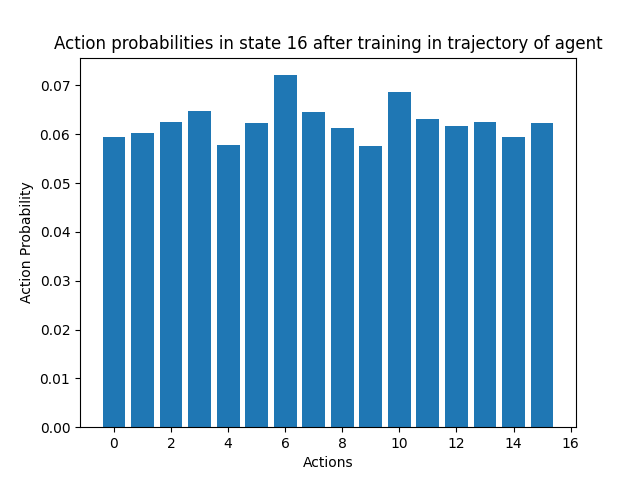 Action probabilities in state 16 after training in trajectory of agent
0.07
0.06
0.05
0.04
0.03
0.02
0.01
0.00
Action Probability
0 2 4 6 8 10 12 14 16
Actions